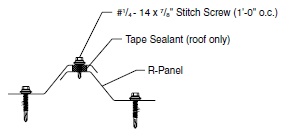 #¹/₄ - 14 x ⁷/₈" Stitch Screw (1'-0" o.c.)
Tape Sealant (roof only)
R-Panel